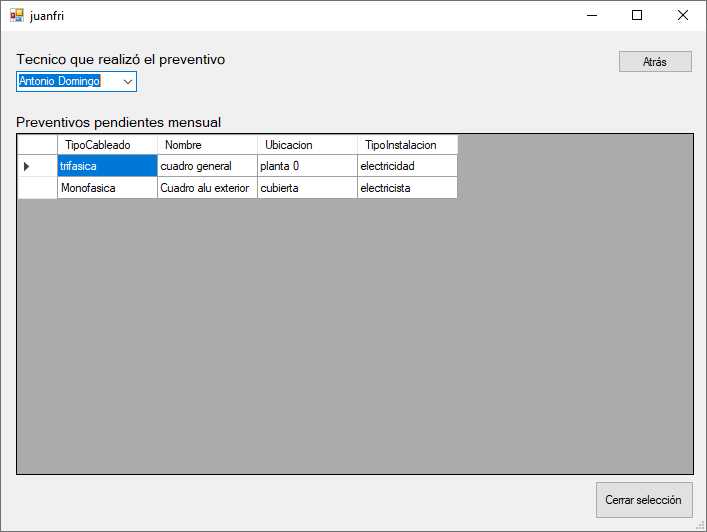 juanfri
Tecnico que realizó el preventivo
Atrás
Antonio Domingo
Preventivos pendientes mensual
TipoCableado Nombre Ubicacion TipoInstalacion
trifasica cuadro general planta 0 electricidad
Monofasica Cuadro alu exterior cubierta electricista
Cerrar selección